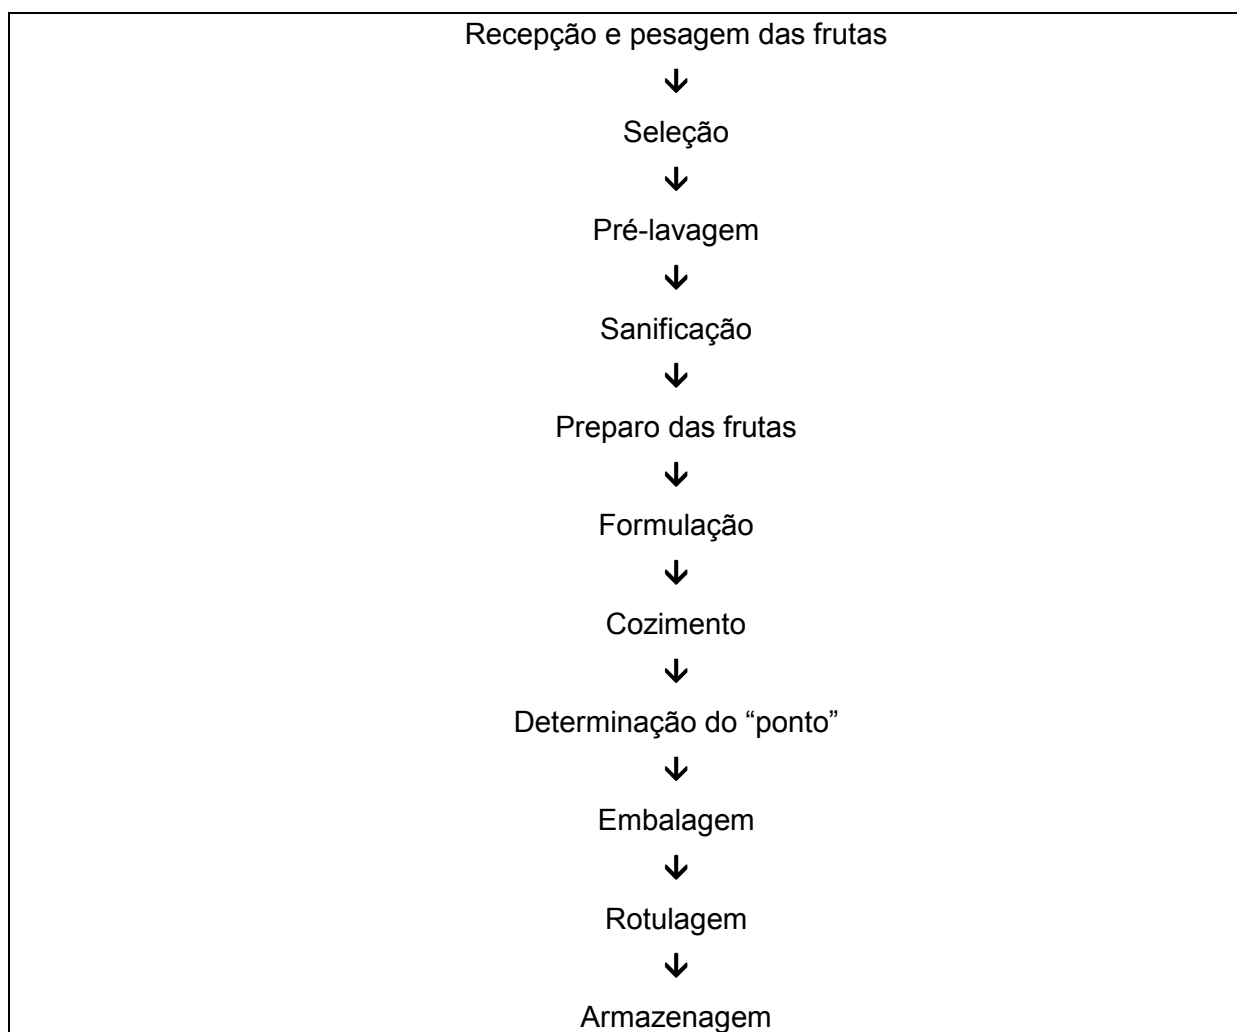 Recepção e pesagem das frutas
↓
Seleção
↓
Pré-lavagem
↓
Sanificação
↓
Preparo das frutas
↓
Formulação
↓
Cozimento
↓
Determinação do “ponto”
↓
Embalagem
↓
Rotulagem
↓
Armazenagem